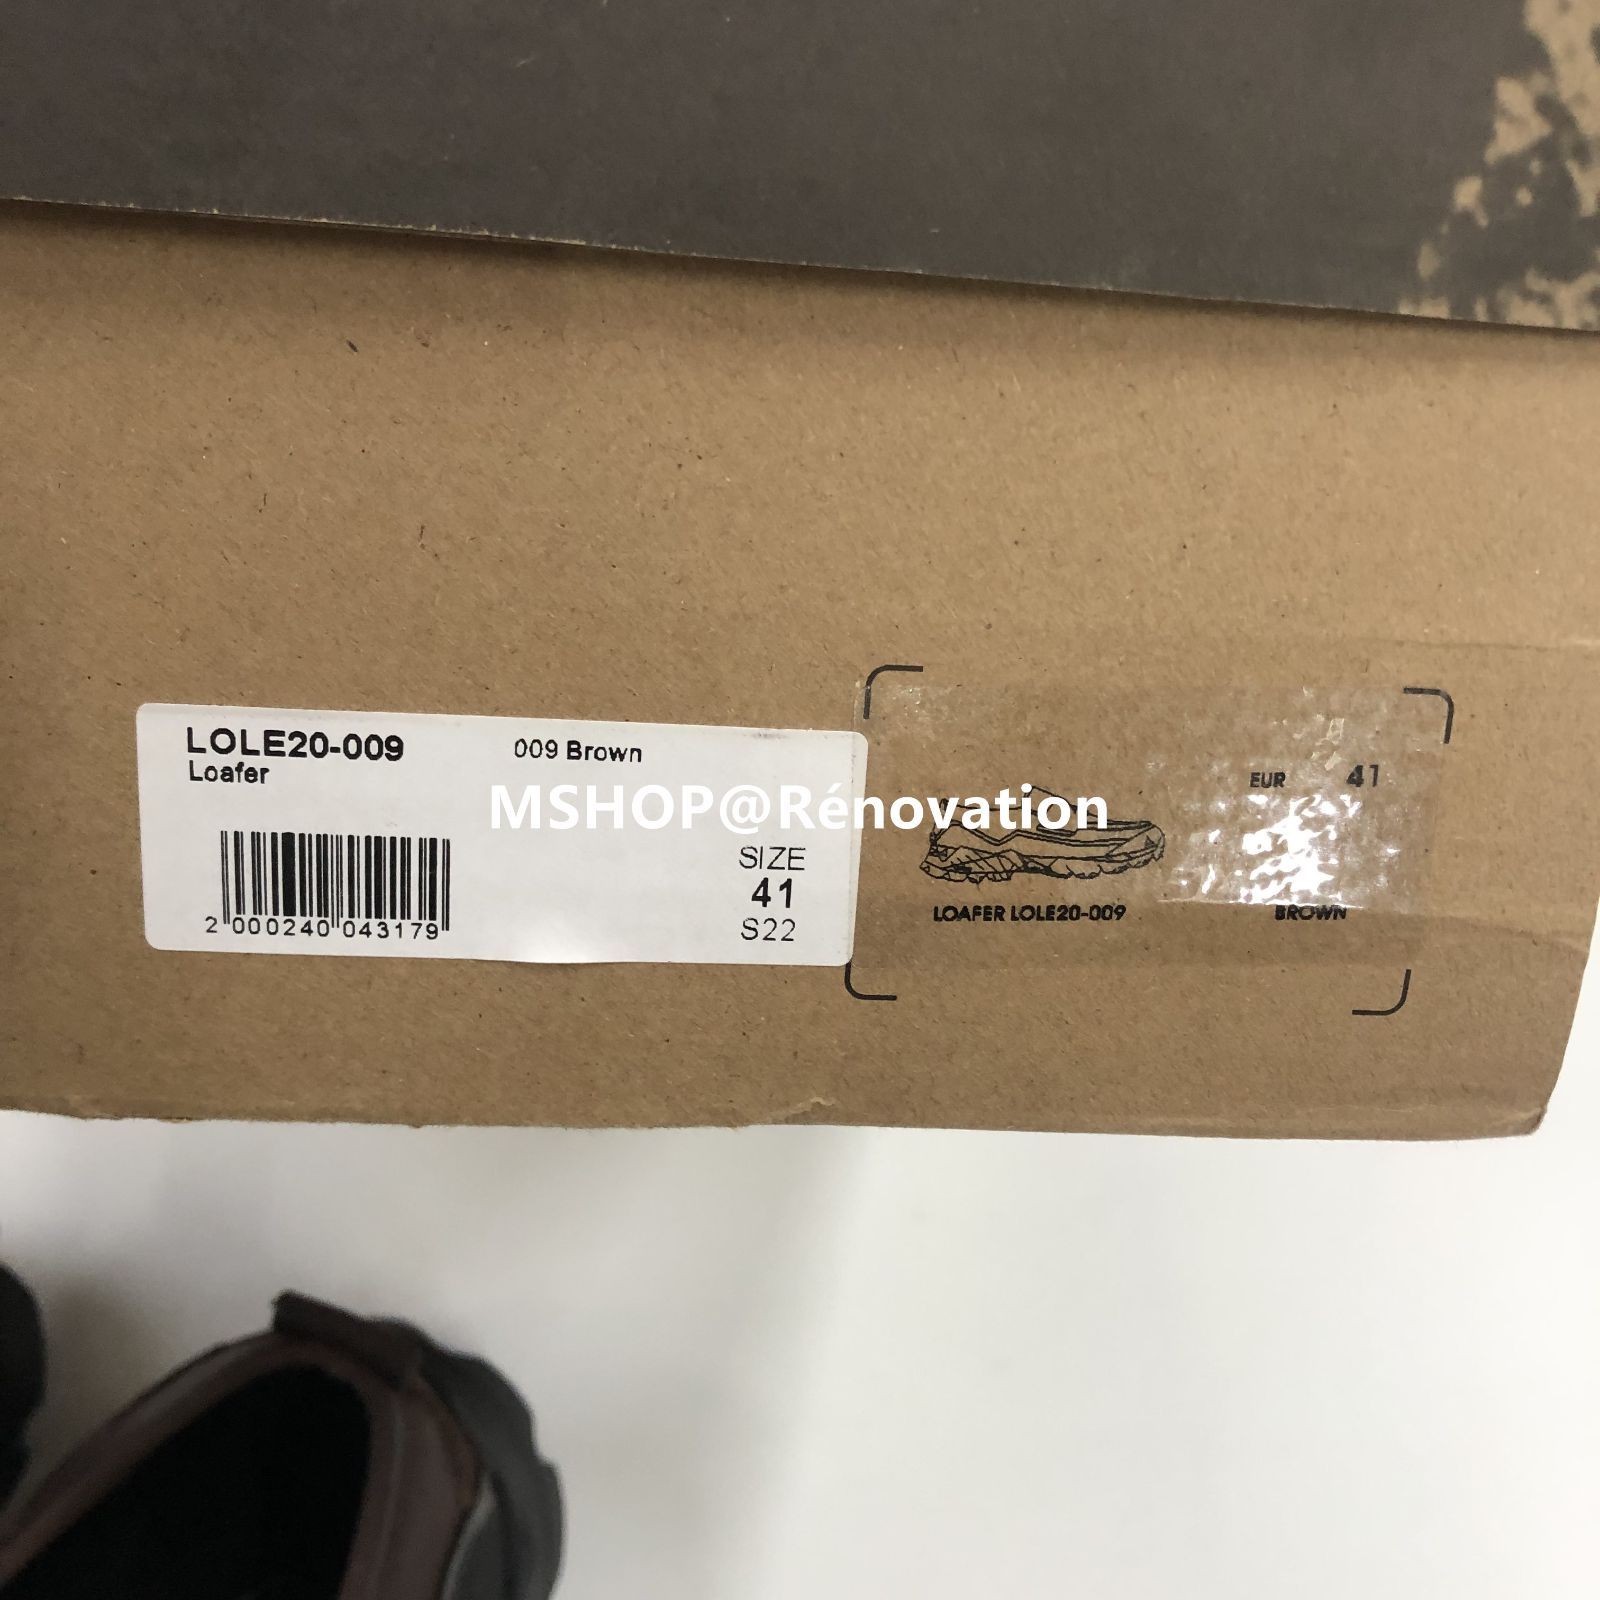 LOLE20-009
009 Brown
Loafer
MSHOP@Rénovation
EUR 41
SIZE
41
S22
2 000240 043179
LOAFER LOLE20-009
BROWN